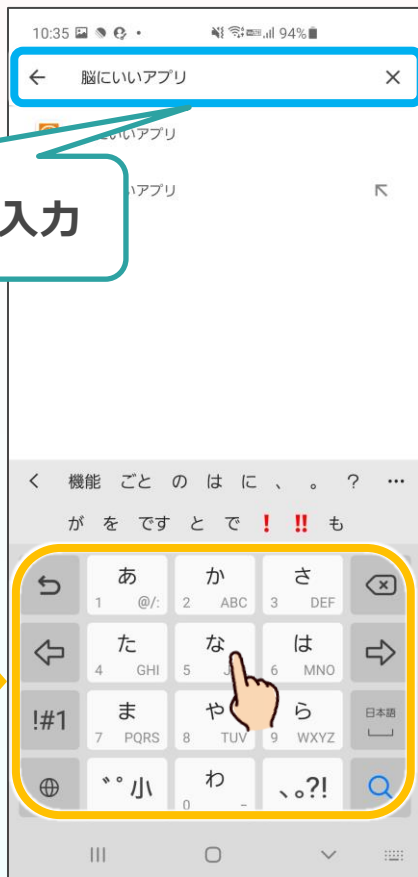 10:35 94%
脳にいいアプリ
いいアプリ
いアプリ
入力
機能 ごと の は に 、 。 ?
が を です と で ! !! も
あ か さ
1 @/: 2 ABC 3 DEF
た な は
4 GHI 5 J 6 MNO
!#1 ま や ら 日本語
7 PQRS 8 TUV 9 WXYZ
小 わ 、。?!
0 _